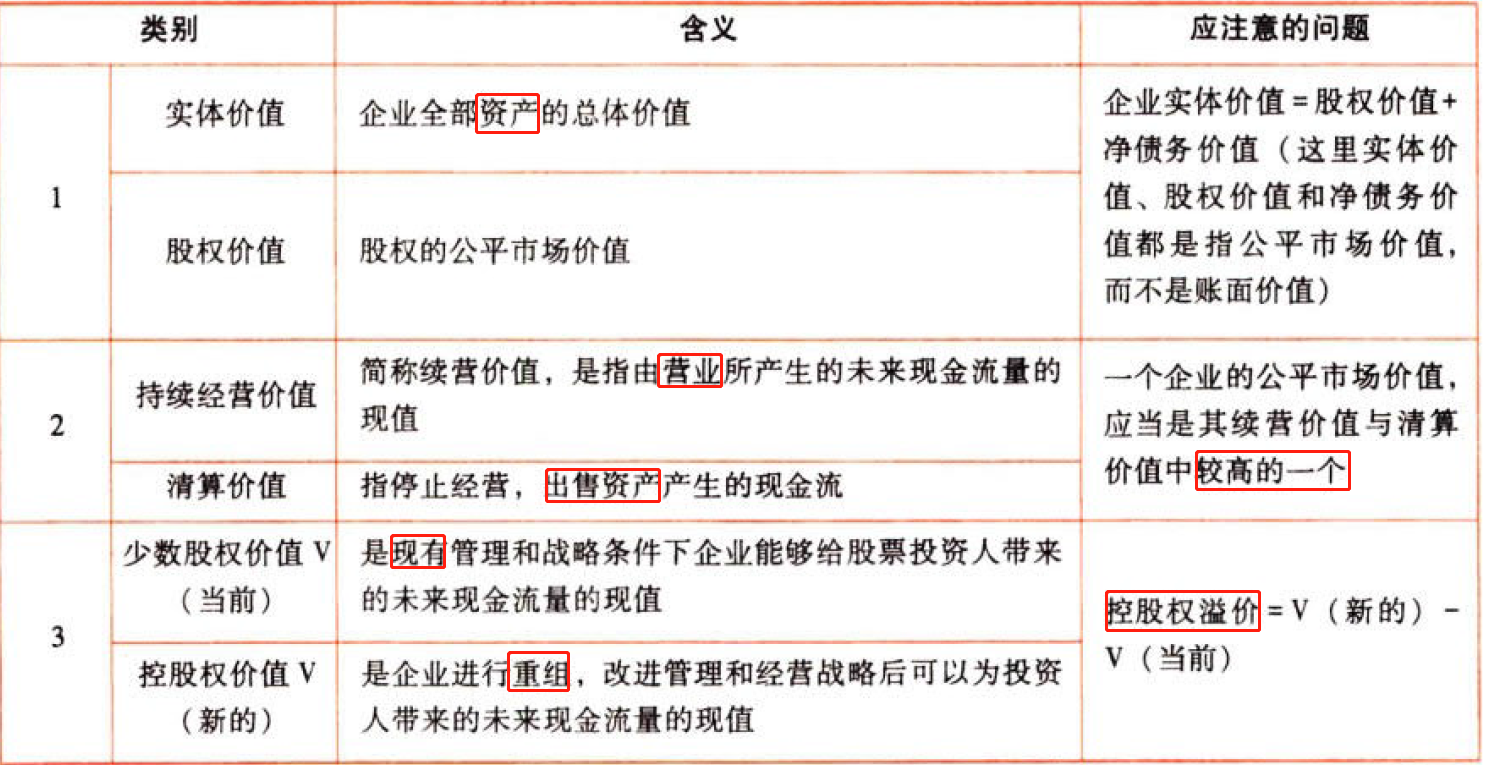 类别 含义 应注意的问题
1
实体价值
企业全部资产的总体价值
股权价值
股权的公平市场价值
企业实体价值=股权价值+
净债务价值（这里实体价
值、股权价值和净债务价
值都是指公平市场价值，
而不是账面价值）
2
持续经营价值
简称续营价值，是指由营业所产生的未来现金流量的
现值
清算价值
指停止经营，出售资产产生的现金流
一个企业的公平市场价值，
应当是其续营价值与清算
价值中较高的一个
3
少数股权价值 V
（当前）
是现有管理和战略条件下企业能够给股票投资人带来
的未来现金流量的现值
控股权价值 V
（新的）
是企业进行重组，改进管理和经营战略后可以为投资
人带来的未来现金流量的现值
控股权溢价=V（新的）-
V（当前）